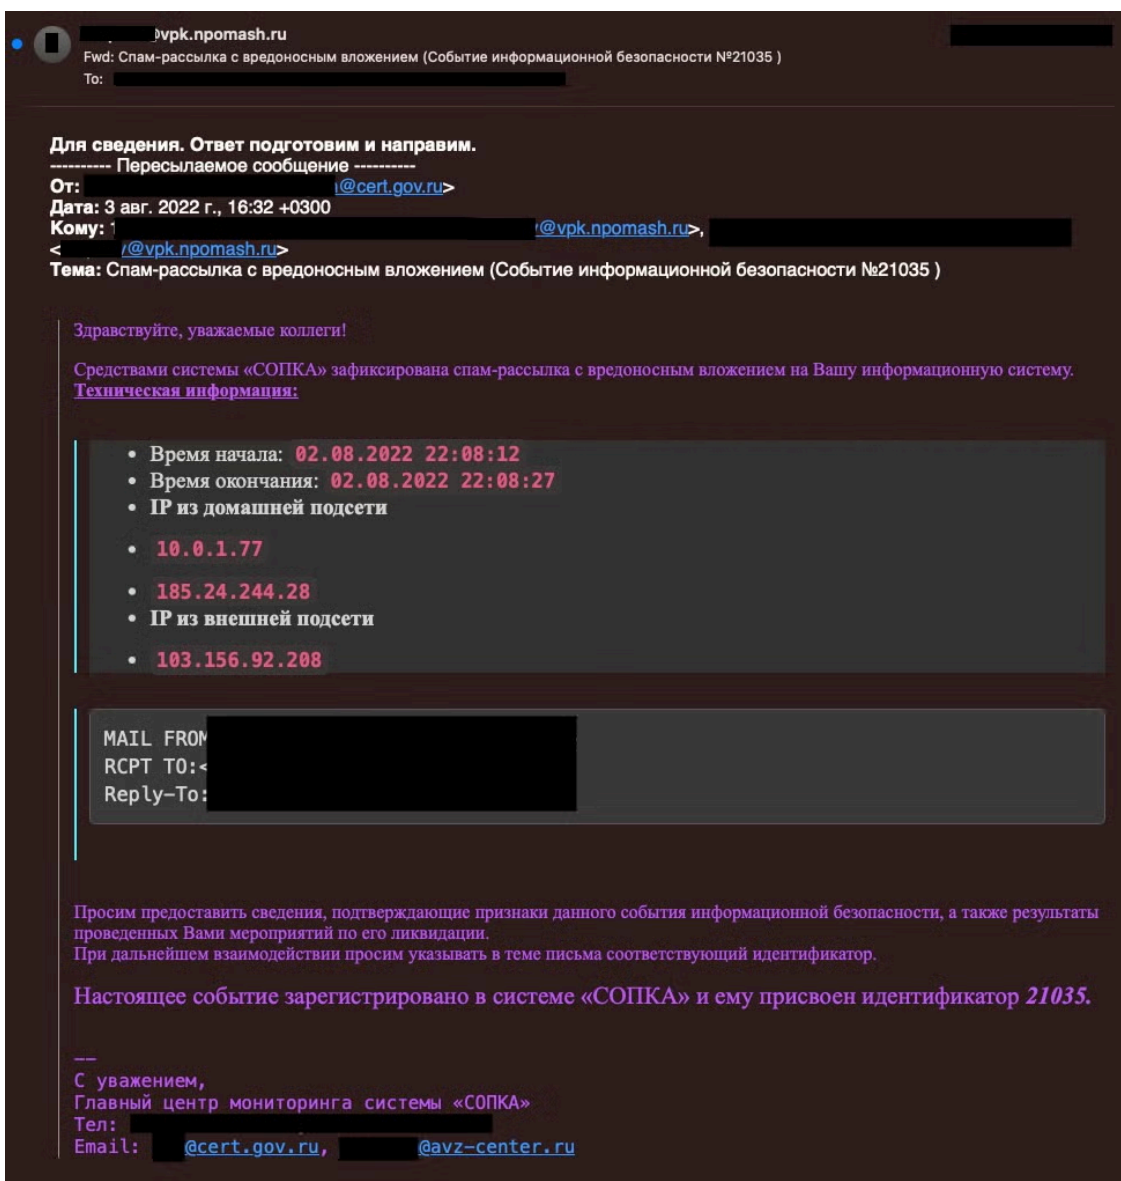 @vpk.npomash.ru
Fwd: Спам-рассылка с вредоносным вложением (Событие информационной безопасности №21035 )
To:
Для сведения. Ответ подготовим и направим.
---------- Пересылаемое сообщение ----------
От: @cert.gov.ru>
Дата: 3 авг. 2022 г., 16:32 +0300
Кому: @vpk.npomash.ru>,
< @vpk.npomash.ru>
Тема: Спам-рассылка с вредоносным вложением (Событие информационной безопасности №21035 )
Здравствуйте, уважаемые коллеги!
Средствами системы «СОПКА» зафиксирована спам-рассылка с вредоносным вложением на Вашу информационную систему.
Техническая информация:
• Время начала: 02.08.2022 22:08:12
• Время окончания: 02.08.2022 22:08:27
• IP из домашней подсети
• 10.0.1.77
• 185.24.244.28
• IP из внешней подсети
• 103.156.92.208
MAIL FROM
RCPT TO:<
Reply-To:
Просим предоставить сведения, подтверждающие признаки данного события информационной безопасности, а также результаты
проведенных Вами мероприятий по его ликвидации.
При дальнейшем взаимодействии просим указывать в теме письма соответствующий идентификатор.
Настоящее событие зарегистрировано в системе «СОПКА» и ему присвоен идентификатор 21035.
--
С уважением,
Главный центр мониторинга системы «СОПКА»
Тел:
Email: @cert.gov.ru, @avz-center.ru